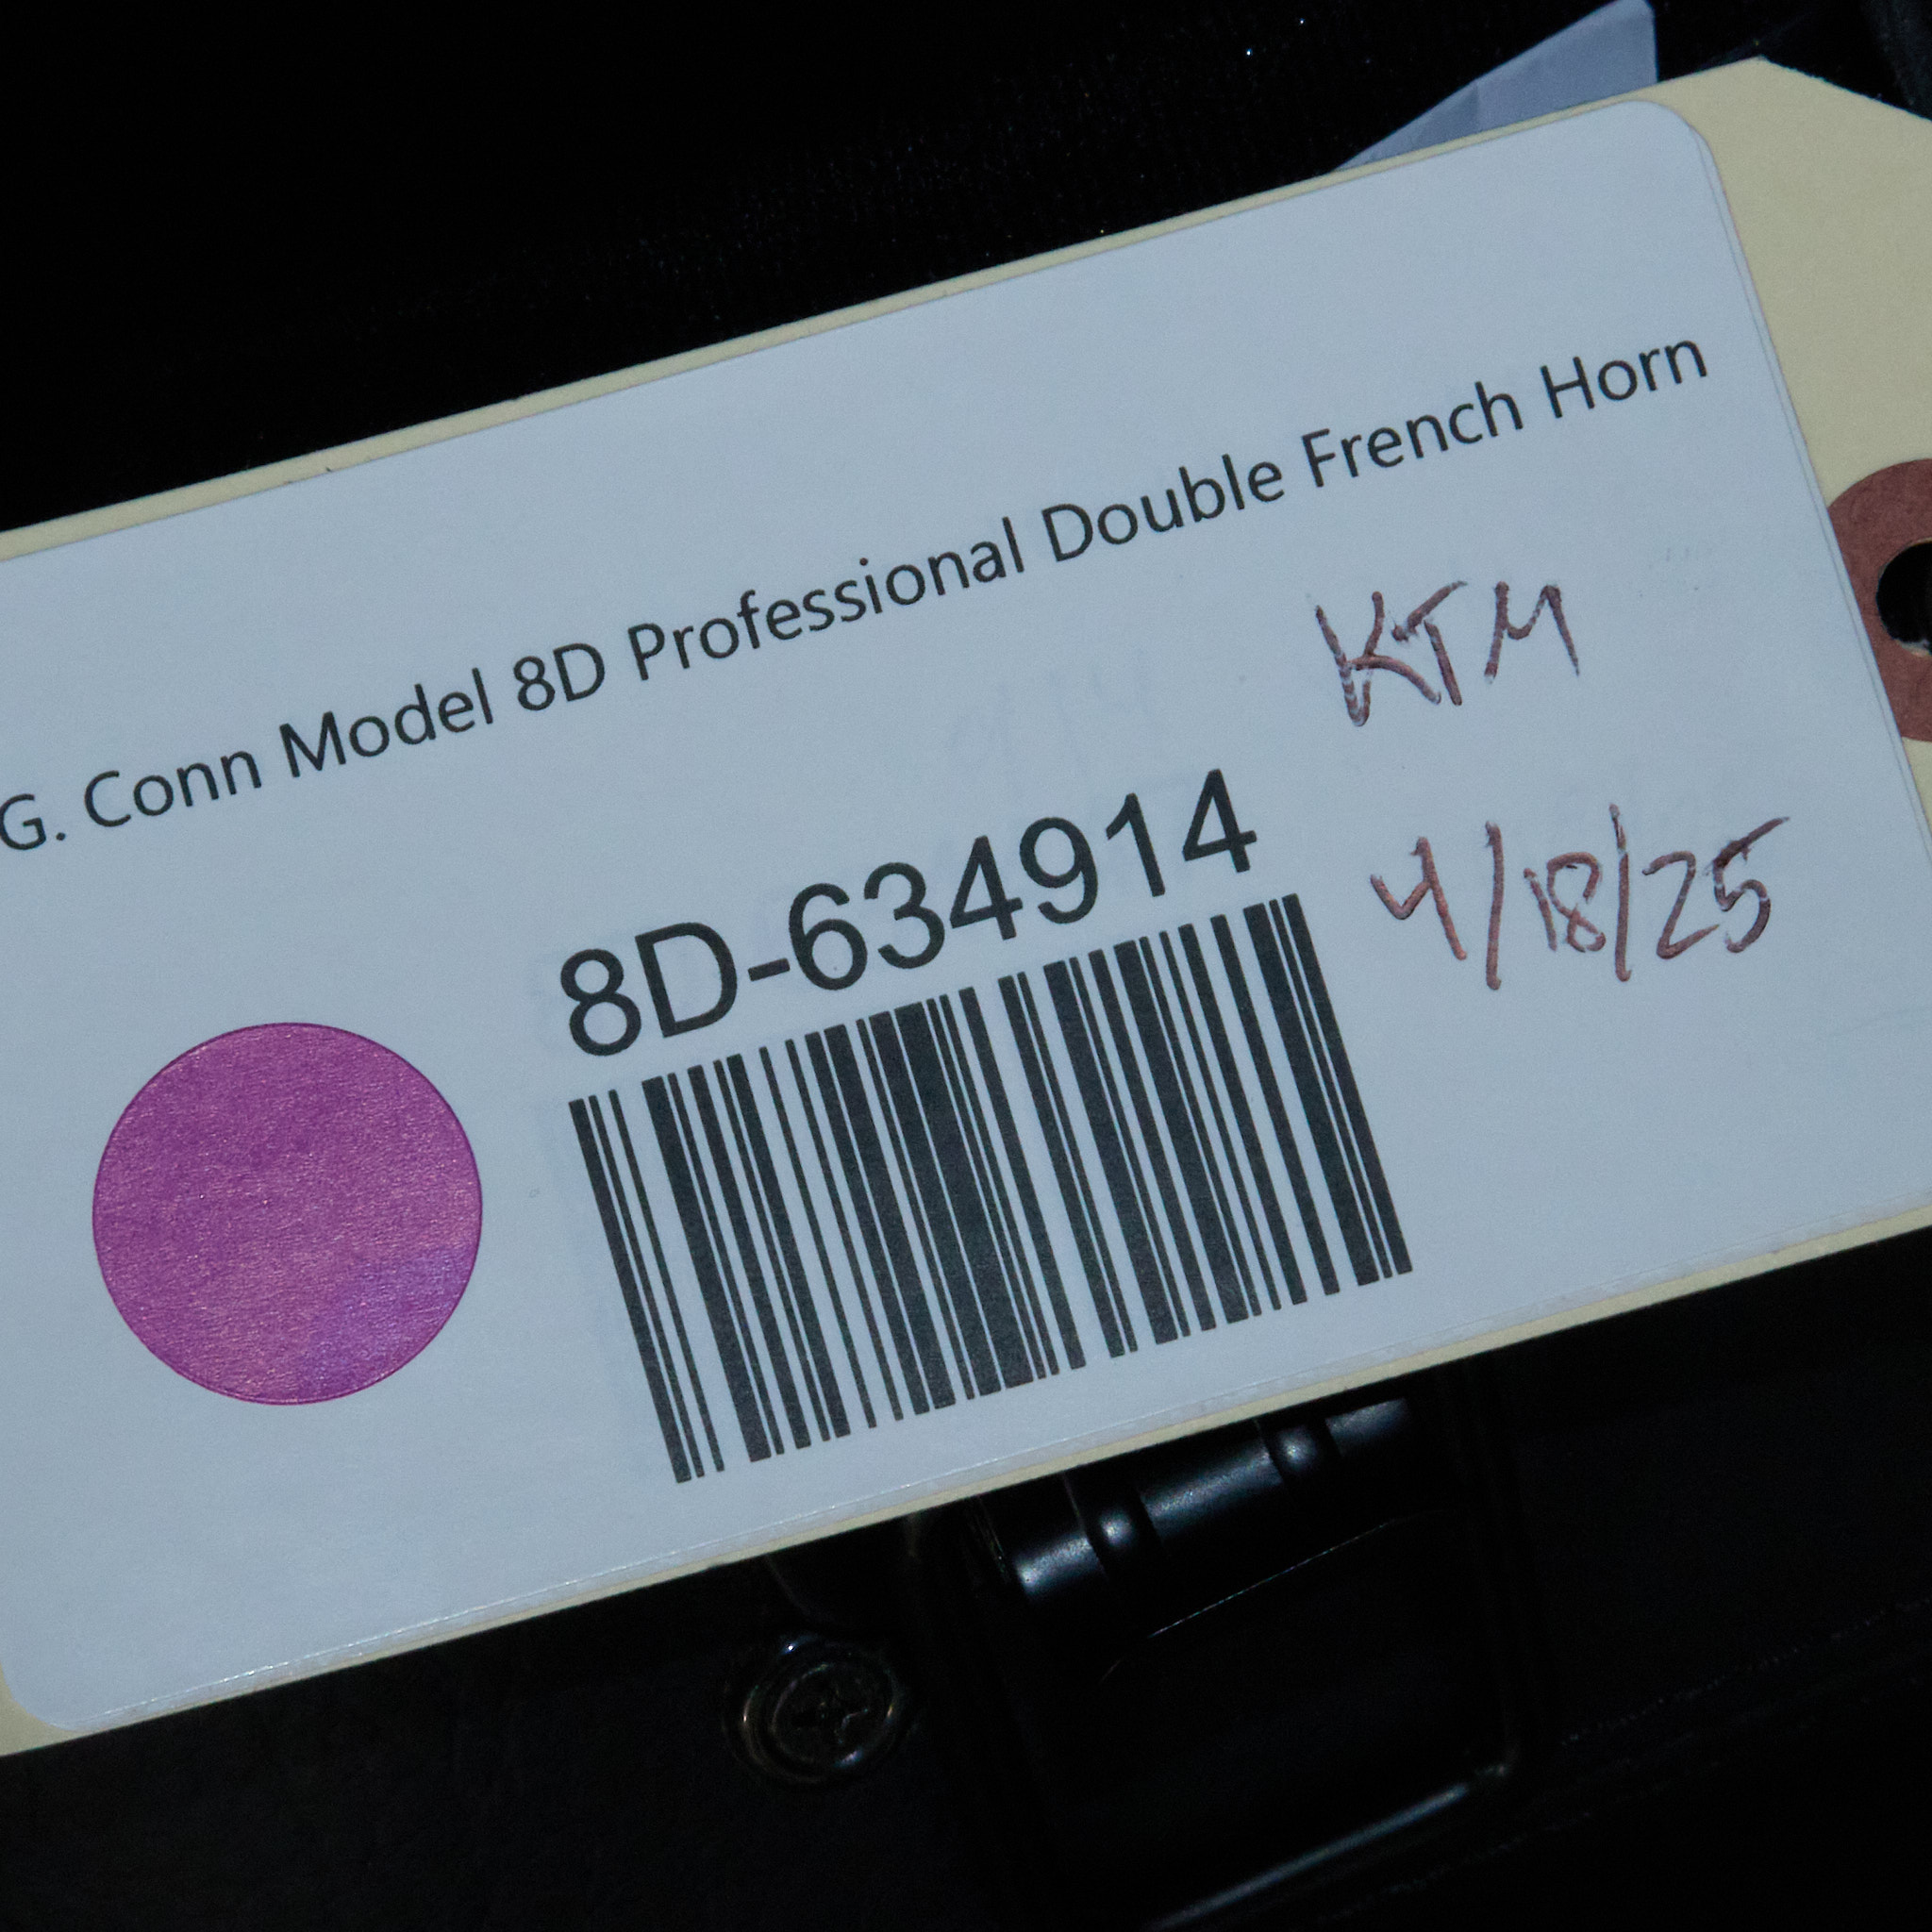 G. Conn Model 8D Professional Double French Horn
KTM
8D-634914
4/18/25